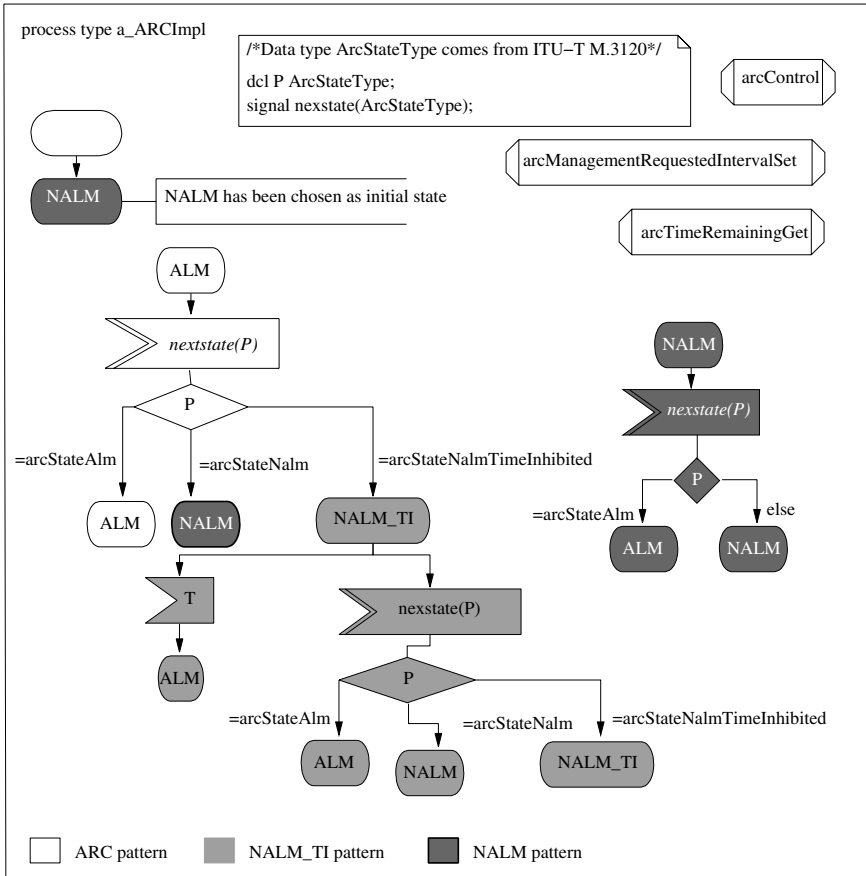 process type a_ARCImpl
/*Data type ArcStateType comes from ITU−T M.3120*/
dcl P ArcStateType;
signal nexstate(ArcStateType);
arcControl
arcManagementRequestedIntervalSet
arcTimeRemainingGet
NALM
NALM has been chosen as initial state
ALM
nextstate(P)
P
=arcStateAlm
=arcStateNalm
=arcStateNalmTimeInhibited
ALM
NALM
NALM_TI
T
ALM
nexstate(P)
P
=arcStateAlm
=arcStateNalm
=arcStateNalmTimeInhibited
ALM
NALM
NALM_TI
NALM
nexstate(P)
P
=arcStateAlm
else
ALM
NALM
ARC pattern
NALM_TI pattern
NALM pattern